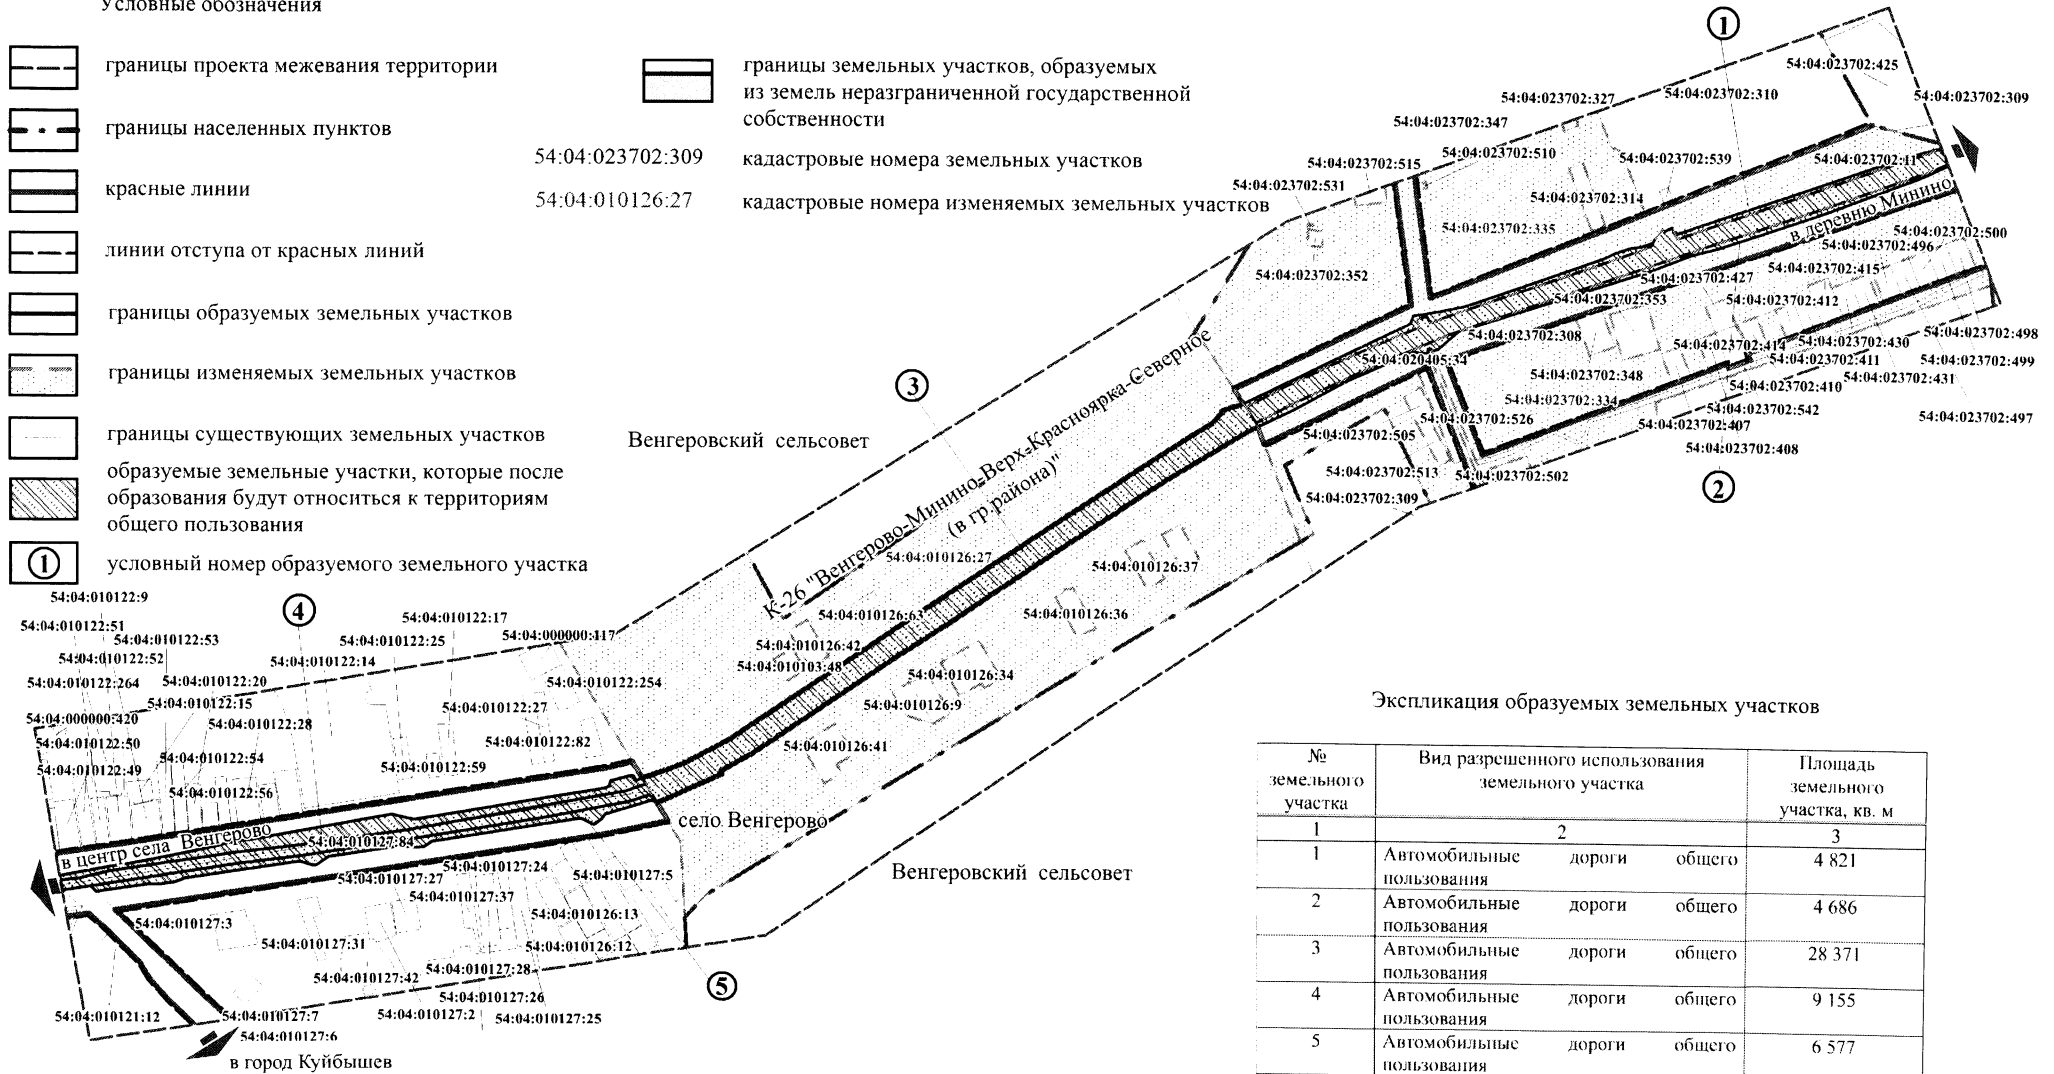 Условные обозначения
границы проекта межевания территории
границы населенных пунктов
красные линии
линии отступа от красных линий
границы образуемых земельных участков
границы изменяемых земельных участков
границы существующих земельных участков
образуемые земельные участки, которые после
образования будут относиться к территориям
общего пользования
1
условный номер образуемого земельного участка
границы земельных участков, образуемых
из земель неразграниченной государственной
собственности
54:04:023702:309
кадастровые номера земельных участков
54:04:010126:27
кадастровые номера изменяемых земельных участков
1
54:04:023702:425
54:04:023702:309
54:04:023702:310
54:04:023702:327
54:04:023702:347
54:04:023702:510
54:04:023702:539
54:04:023702:11
54:04:023702:515
54:04:023702:531
54:04:023702:314
54:04:023702:335
в деревню Минино
54:04:023702:500
54:04:023702:496
54:04:023702:352
54:04:023702:427
54:04:023702:415
54:04:023702:353
54:04:023702:412
54:04:023702:308
54:04:023702:498
54:04:023702:414
54:04:023702:430
54:04:020405:34
54:04:023702:411
54:04:023702:499
54:04:023702:348
54:04:023702:410
54:04:023702:431
54:04:023702:334
54:04:023702:542
54:04:023702:526
54:04:023702:407
54:04:023702:497
54:04:023702:505
54:04:023702:408
54:04:023702:513
54:04:023702:502
54:04:023702:309
2
3
Венгеровский сельсовет
К-26 "Венгерово-Минино-Верх-Красноярка-Северное
(в гр.района)"
54:04:010126:27
54:04:010126:37
54:04:010126:63
54:04:010126:36
54:04:010126:42
54:04:010103:48
54:04:010126:34
54:04:010126:9
54:04:010126:41
4
54:04:010122:9
54:04:010122:51
54:04:010122:53
54:04:010122:17
54:04:010122:25
54:04:000000:117
54:04:010122:52
54:04:010122:14
54:04:010122:264
54:04:010122:20
54:04:010122:254
54:04:010122:15
54:04:010122:27
54:04:000000:420
54:04:010122:28
54:04:010122:50
54:04:010122:54
54:04:010122:82
54:04:010122:49
54:04:010122:59
54:04:010122:56
в центр села Венгерово
54:04:010127:84
село Венгерово
Венгеровский сельсовет
54:04:010127:24
54:04:010127:27
54:04:010127:5
54:04:010127:37
54:04:010127:3
54:04:010126:13
54:04:010127:31
54:04:010126:12
54:04:010127:42
54:04:010127:28
5
54:04:010127:26
54:04:010121:12
54:04:010127:7
54:04:010127:2
54:04:010127:25
54:04:010127:6
в город Куйбышев
Экспликация образуемых земельных участков
№
земельного
участка
Вид разрешенного использования
земельного участка
Площадь
земельного
участка, кв. м
1 2 3
1 Автомобильные дороги общего 4 821
пользования
2 Автомобильные дороги общего 4 686
пользования
3 Автомобильные дороги общего 28 371
пользования
4 Автомобильные дороги общего 9 155
пользования
5 Автомобильные дороги общего 6 577
пользования